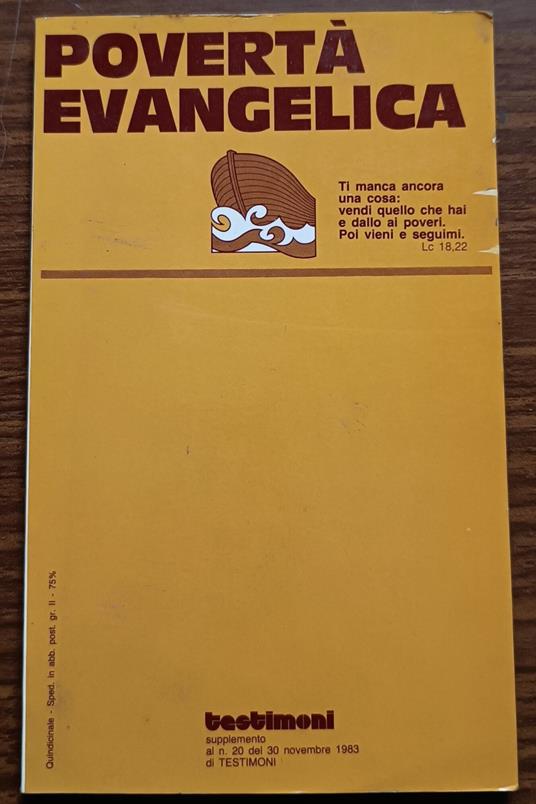 POVERTÀ
EVANGELICA
Ti manca ancora
una cosa:
vendi quello che hai
e dallo ai poveri.
Poi vieni e seguimi.
Lc 18,22
Quindicinale - Sped. in abb. post. gr. II - 75%
testimoni
supplemento
al n. 20 del 30 novembre 1983
di TESTIMONI